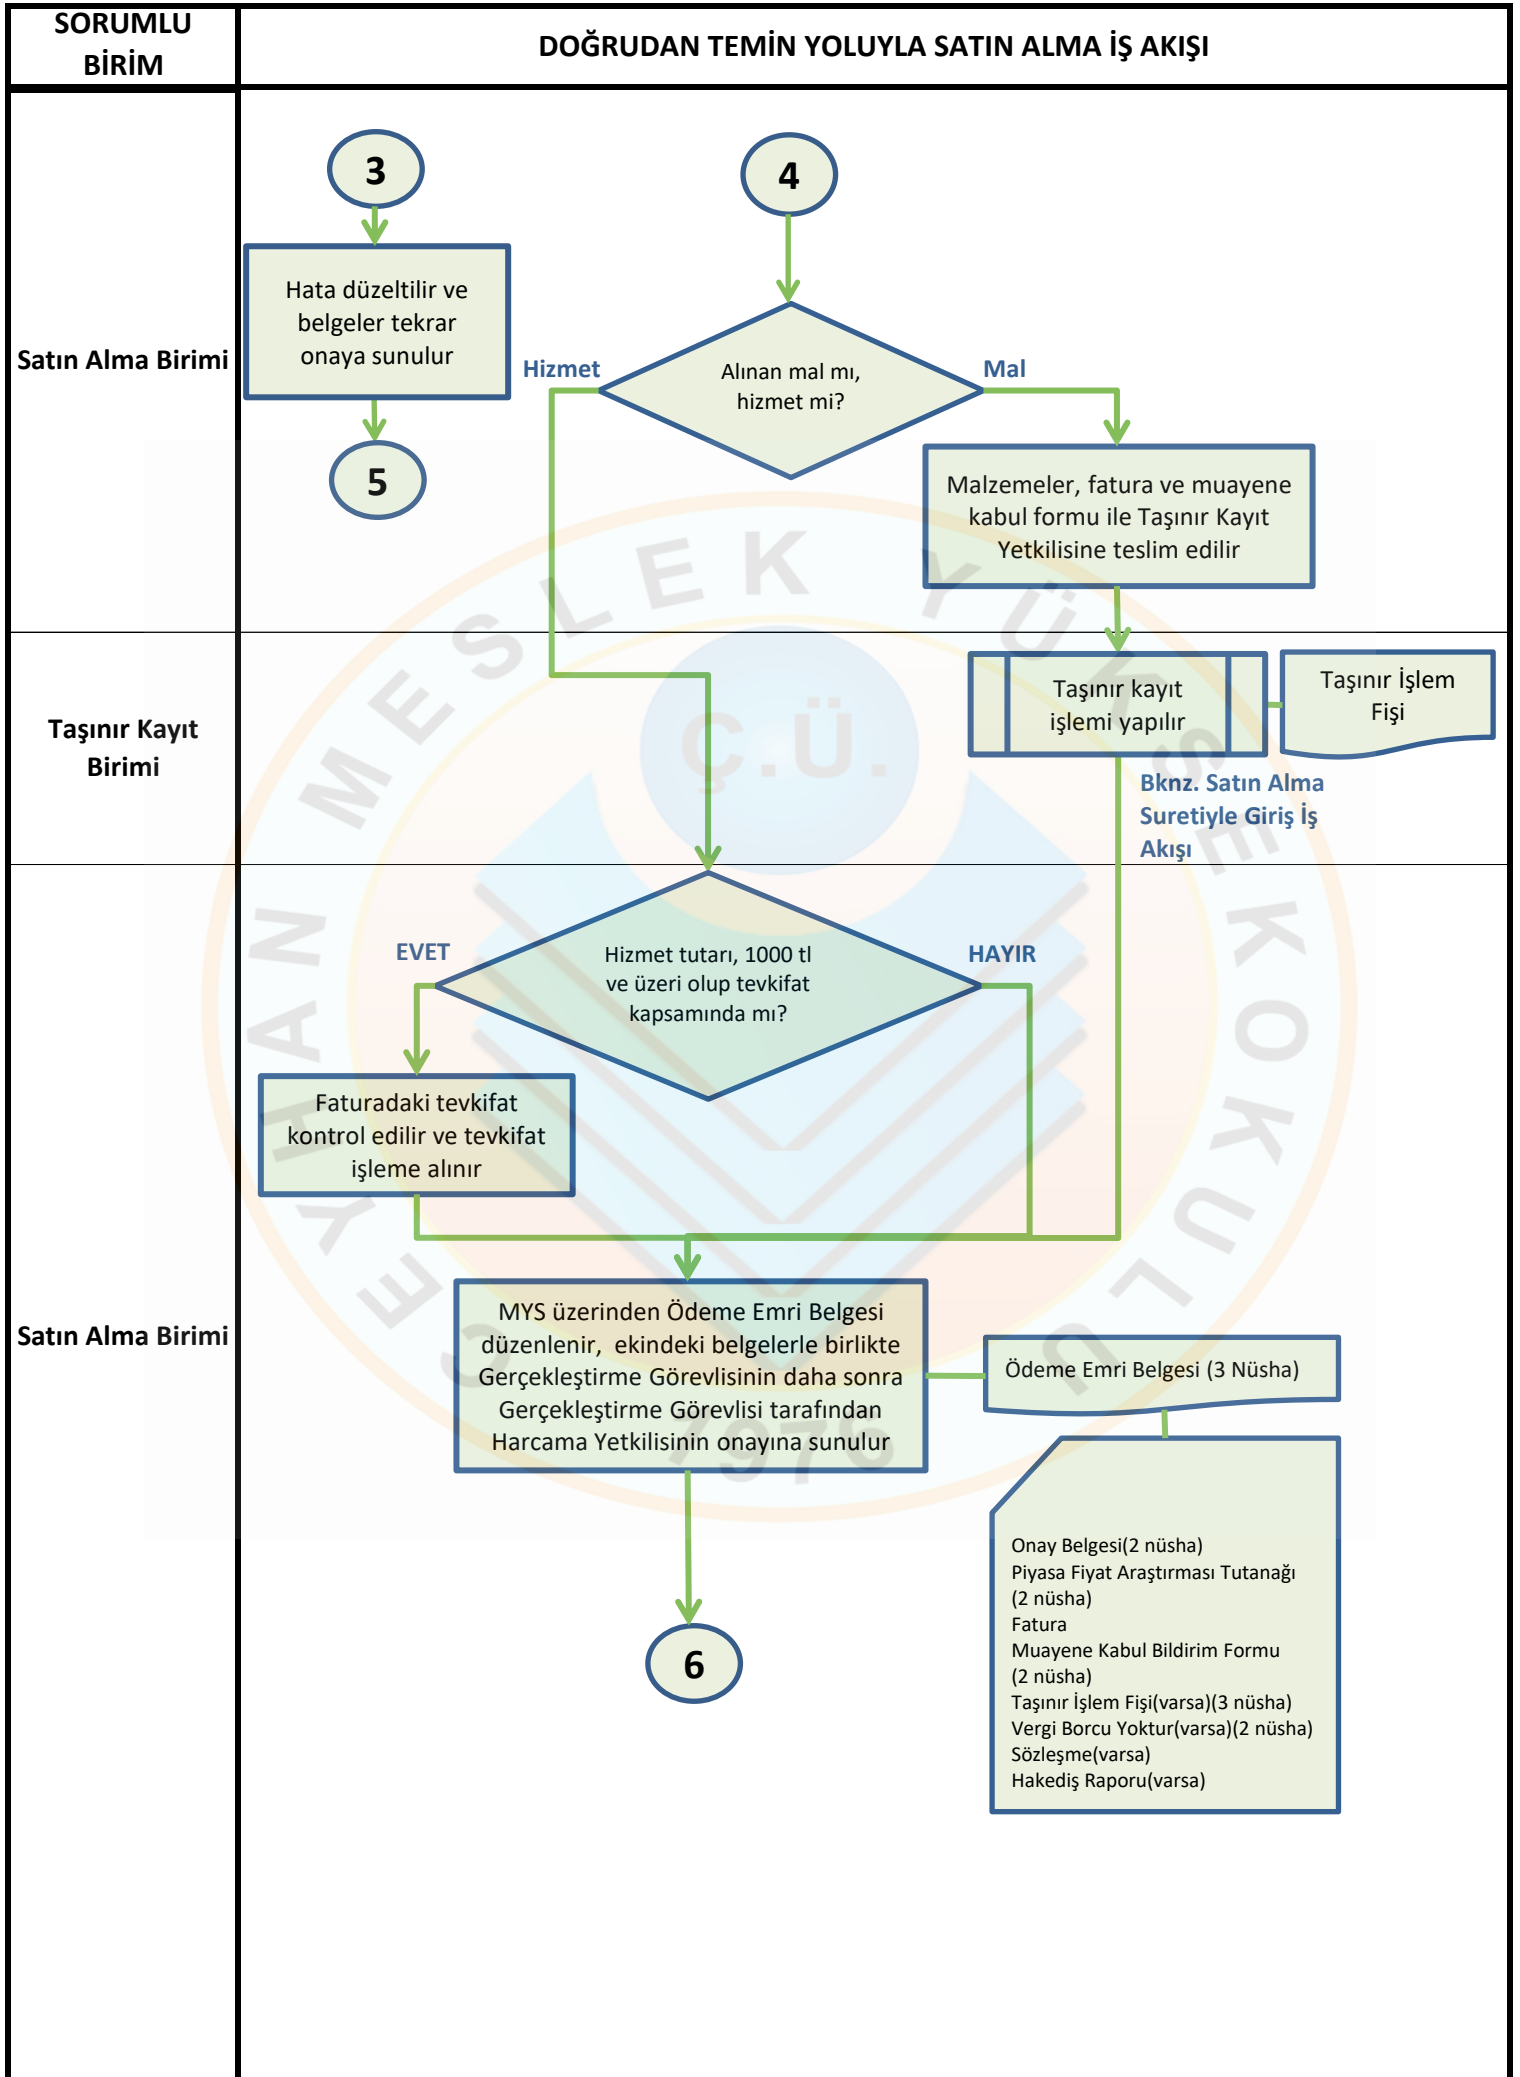 SORUMLU
BİRİM
DOĞRUDAN TEMİN YOLUYLA SATIN ALMA İŞ AKIŞI
Satın Alma Birimi
3
Hata düzeltilir ve
belgeler tekrar
onaya sunulur
5
4
Alınan mal mı,
hizmet mi?
Hizmet
Mal
Malzemeler, fatura ve muayene
kabul formu ile Taşınır Kayıt
Yetkilisine teslim edilir
Taşınır Kayıt
Birimi
Taşınır kayıt
işlemi yapılır
Taşınır İşlem
Fişi
Bknz. Satın Alma
Suretiyle Giriş İş
Akışı
Satın Alma Birimi
Hizmet tutarı, 1000 tl
ve üzeri olup tevkifat
kapsamında mı?
EVET
HAYIR
Faturadaki tevkifat
kontrol edilir ve tevkifat
işleme alınır
MYS üzerinden Ödeme Emri Belgesi
düzenlenir, ekindeki belgelerle birlikte
Gerçekleştirme Görevlisinin daha sonra
Gerçekleştirme Görevlisi tarafından
Harcama Yetkilisinin onayına sunulur
Ödeme Emri Belgesi (3 Nüsha)
Onay Belgesi(2 nüsha)
Piyasa Fiyat Araştırması Tutanağı
(2 nüsha)
Fatura
Muayene Kabul Bildirim Formu
(2 nüsha)
Taşınır İşlem Fişi(varsa)(3 nüsha)
Vergi Borcu Yoktur(varsa)(2 nüsha)
Sözleşme(varsa)
Hakediş Raporu(varsa)
6
CEYHAN MESLEK YÜKSEKOKULU
Ç.Ü.
1976